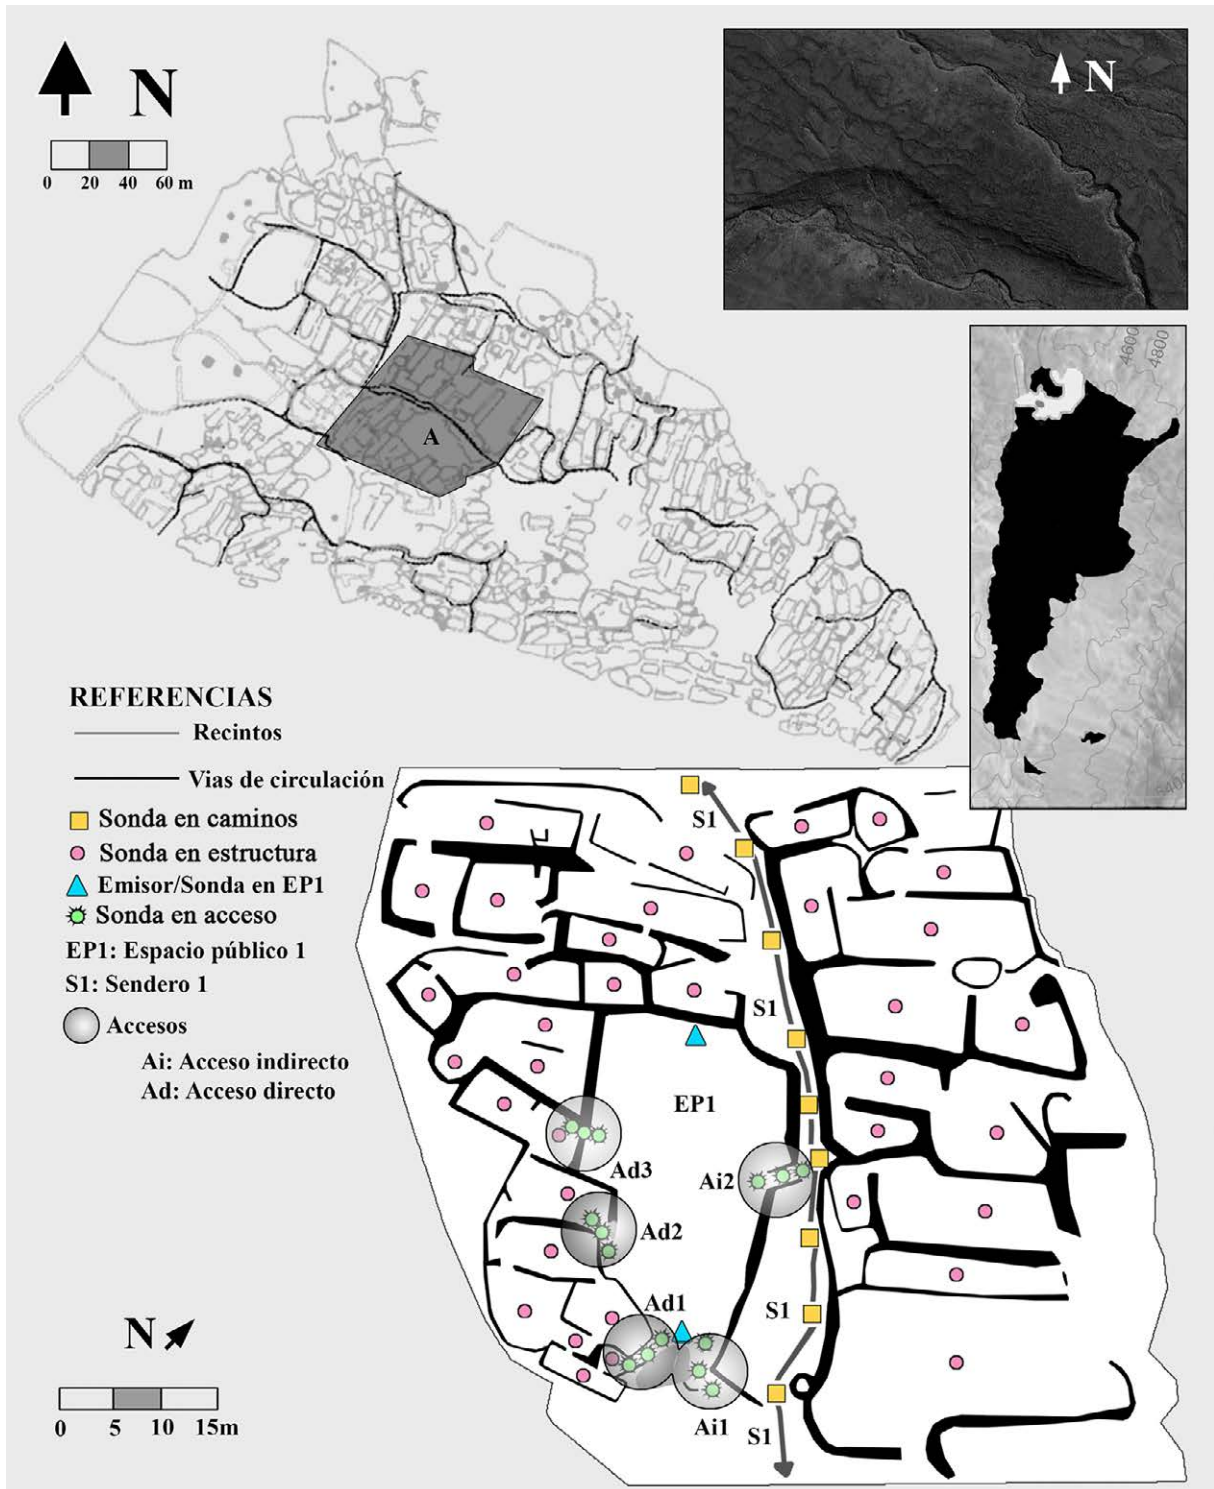 N
0 20 40 60 m
N
4600
4800
A
REFERENCIAS
Recintos
Vias de circulación
Sonda en caminos
Sonda en estructura
Emisor/Sonda en EP1
Sonda en acceso
EP1: Espacio público 1
S1: Sendero 1
Accesos
Ai: Acceso indirecto
Ad: Acceso directo
S1
S1
EP1
Ad3
Ai2
Ad2
Ad1
S1
Ai1
S1
N
0 5 10 15m